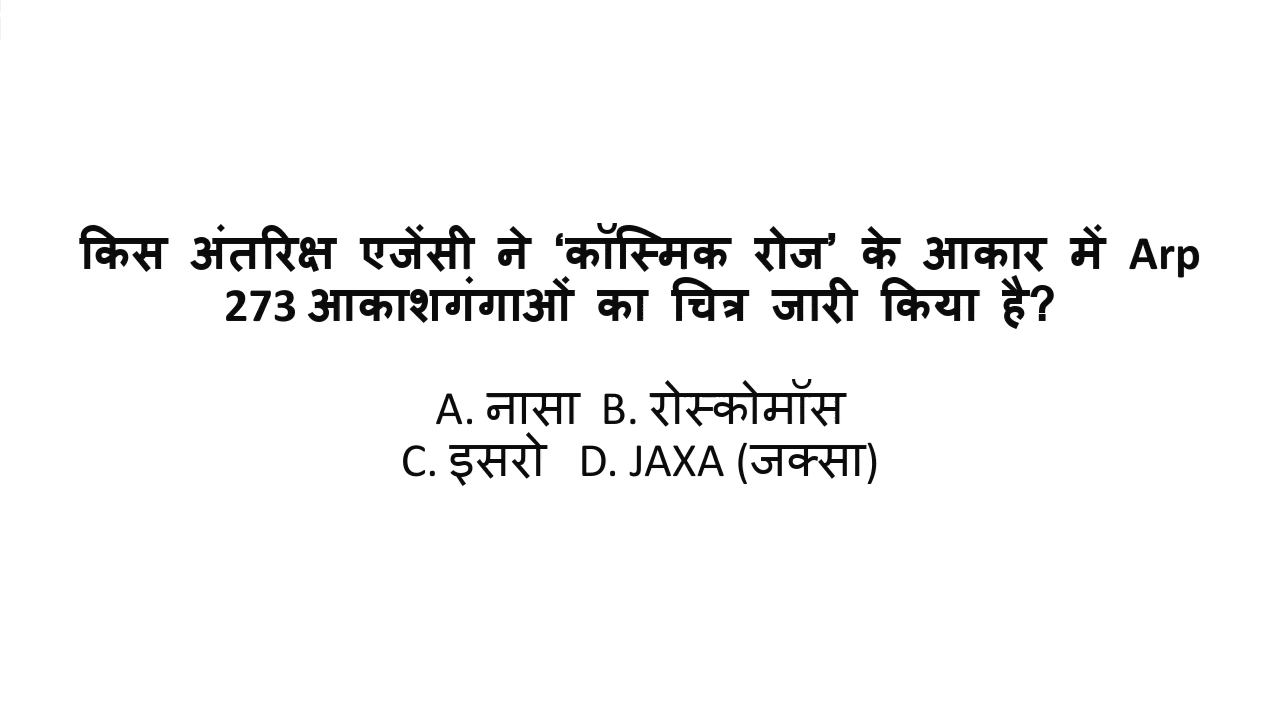 किस अंतरिक्ष एजेंसी ने ‘कॉस्मिक रोज’ के आकार में Arp
273 आकाशगंगाओं का चित्र जारी किया है?
A. नासा B. रोस्कोमॉस
C. इसरो D. JAXA (जक्सा)